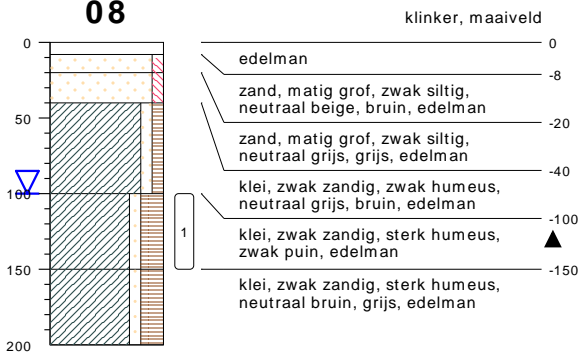 08
klinker, maaiveld
0
0
edelman
-8
zand, matig grof, zwak siltig,
neutraal beige, bruin, edelman
-20
50
zand, matig grof, zwak siltig,
neutraal grijs, grijs, edelman
-40
klei, zwak zandig, zwak humeus,
neutraal grijs, bruin, edelman
100
-100
1
klei, zwak zandig, sterk humeus,
zwak puin, edelman
150
-150
klei, zwak zandig, sterk humeus,
neutraal bruin, grijs, edelman
200